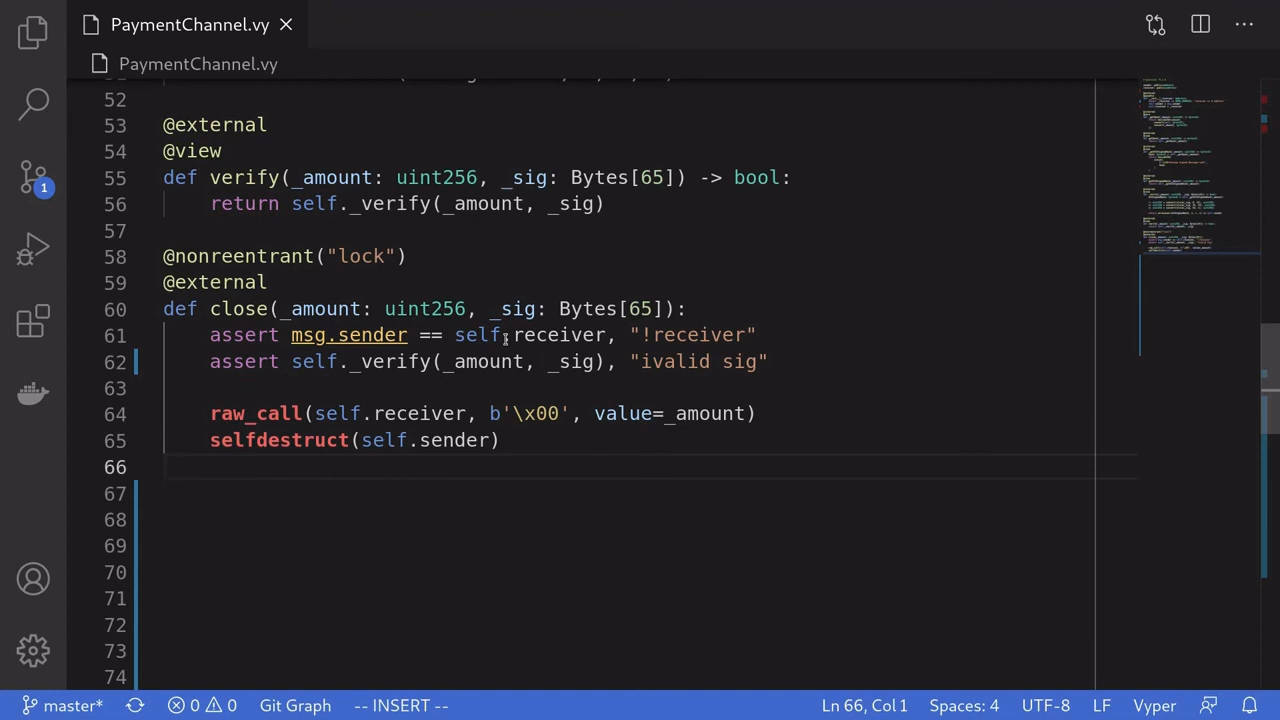 PaymentChannel.vy
PaymentChannel.vy
52
53 @external
54 @view
55 def verify(_amount: uint256, _sig: Bytes[65]) -> bool:
56 return self._verify(_amount, _sig)
57
58 @nonreentrant("lock")
59 @external
60 def close(_amount: uint256, _sig: Bytes[65]):
61 assert msg.sender == self.receiver, "!receiver"
62 assert self._verify(_amount, _sig), "ivalid sig"
63
64 raw_call(self.receiver, b'\x00', value=_amount)
65 selfdestruct(self.sender)
66
67
68
69
70
71
72
73
74
1
master* 0 0 Git Graph -- INSERT -- Ln 66, Col 1 Spaces: 4 UTF-8 LF Vyper